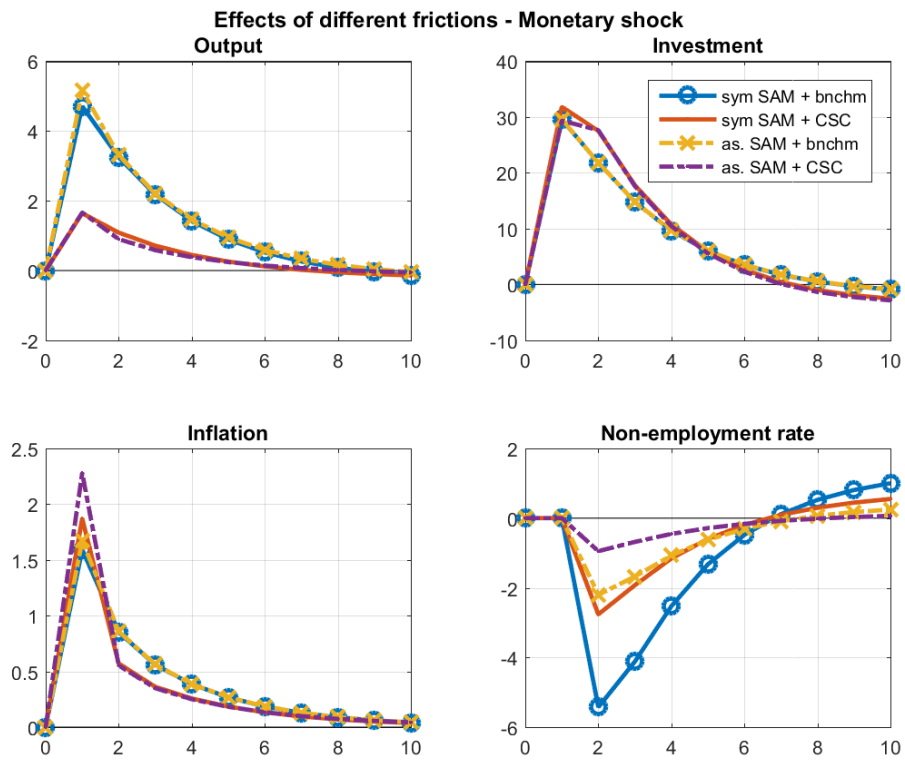 Effects of different frictions - Monetary shock
Output
6
4
2
0
-2
0 2 4 6 8 10
Investment
40
30
20
10
0
-10
0 2 4 6 8 10
sym SAM + bnchm
sym SAM + CSC
as. SAM + bnchm
as. SAM + CSC
Inflation
2.5
2
1.5
1
0.5
0
0 2 4 6 8 10
Non-employment rate
2
0
-2
-4
-6
0 2 4 6 8 10